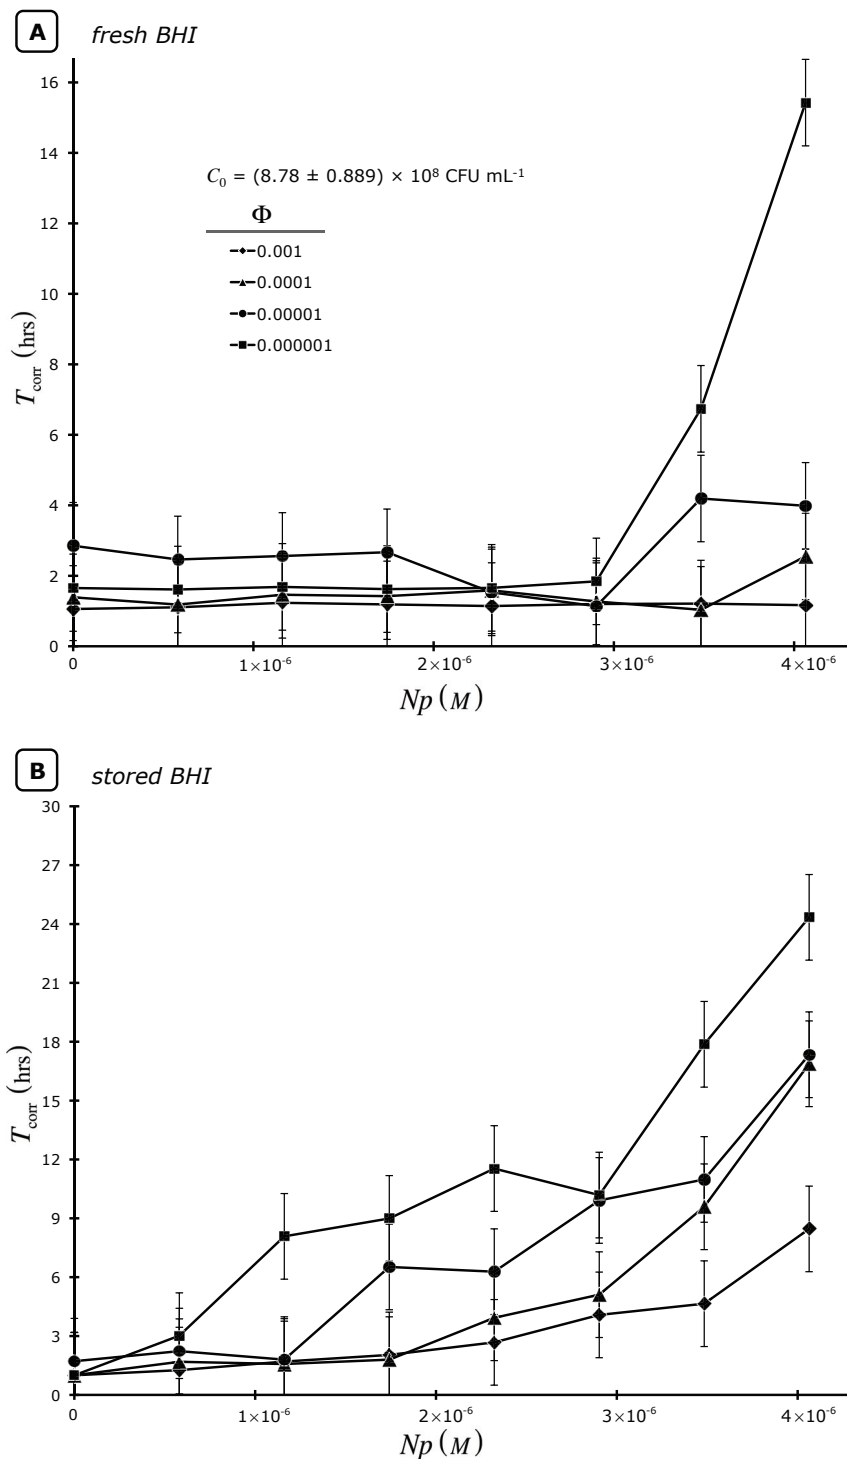 A fresh BHI
16
14
12
10
8
6
4
2
0
T_corr (hrs)
C₀ = (8.78 ± 0.889) × 10⁸ CFU mL⁻¹
Φ
0.001
0.0001
0.00001
0.000001
0 1×10⁻⁶ 2×10⁻⁶ 3×10⁻⁶ 4×10⁻⁶
Np (M)
B stored BHI
30
27
24
21
18
15
12
9
6
3
0
T_corr (hrs)
0 1×10⁻⁶ 2×10⁻⁶ 3×10⁻⁶ 4×10⁻⁶
Np (M)